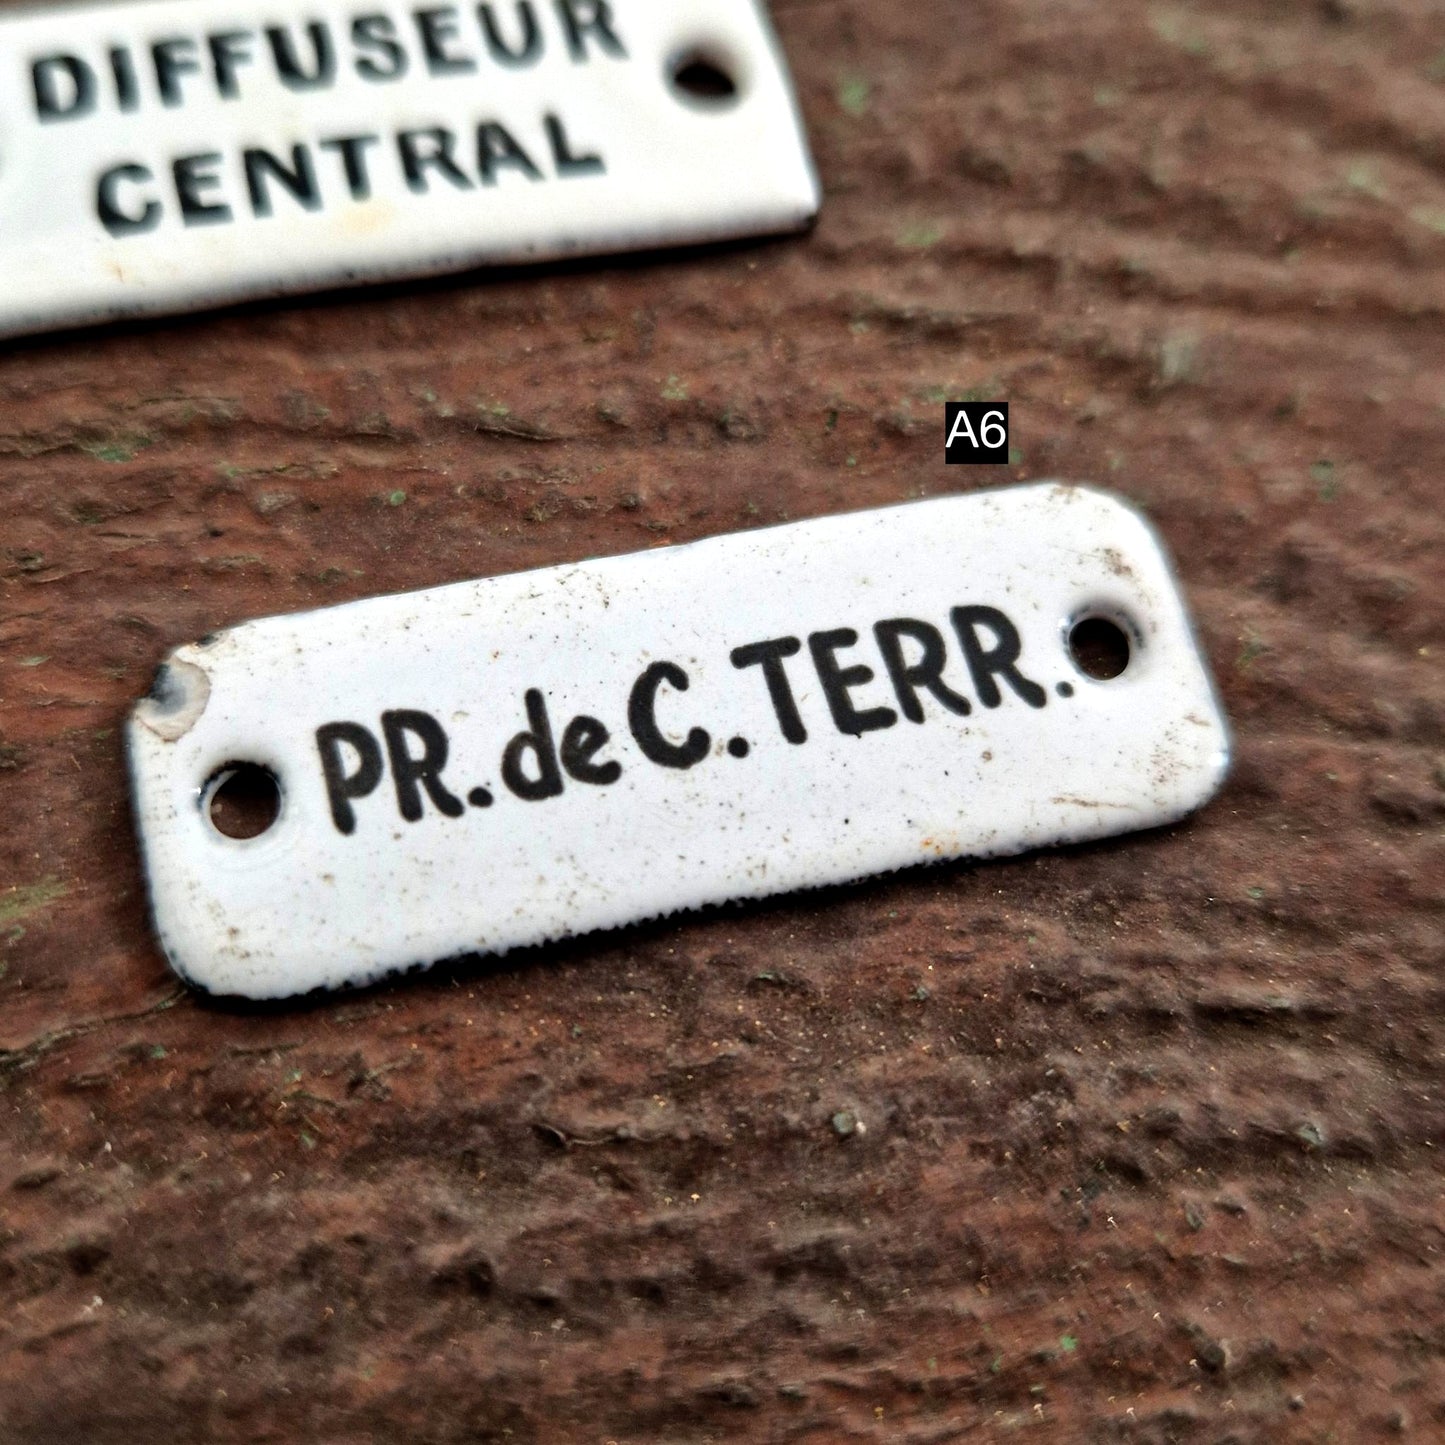 DIFFUSEUR
CENTRAL
A6
PR. de C. TERR.